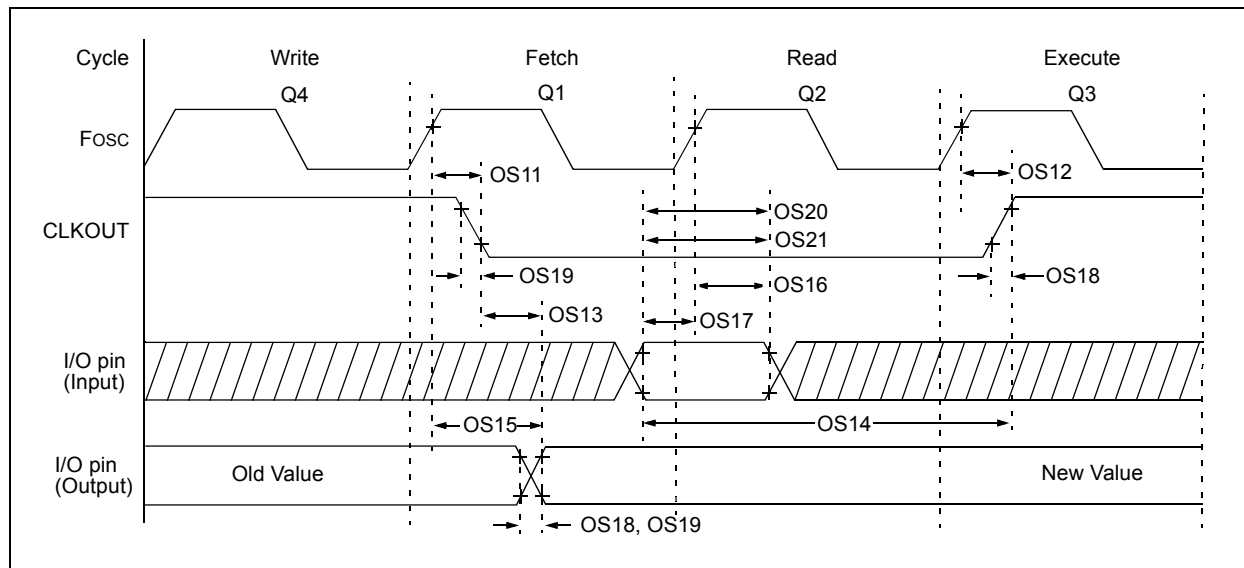 Cycle Write Fetch Read Execute
Q4 Q1 Q2 Q3
FOSC
OS11 OS12
OS20
CLKOUT OS21
OS19 OS16 OS18
OS13 OS17
I/O pin
(Input)
OS15 OS14
I/O pin
(Output)
Old Value New Value
OS18, OS19